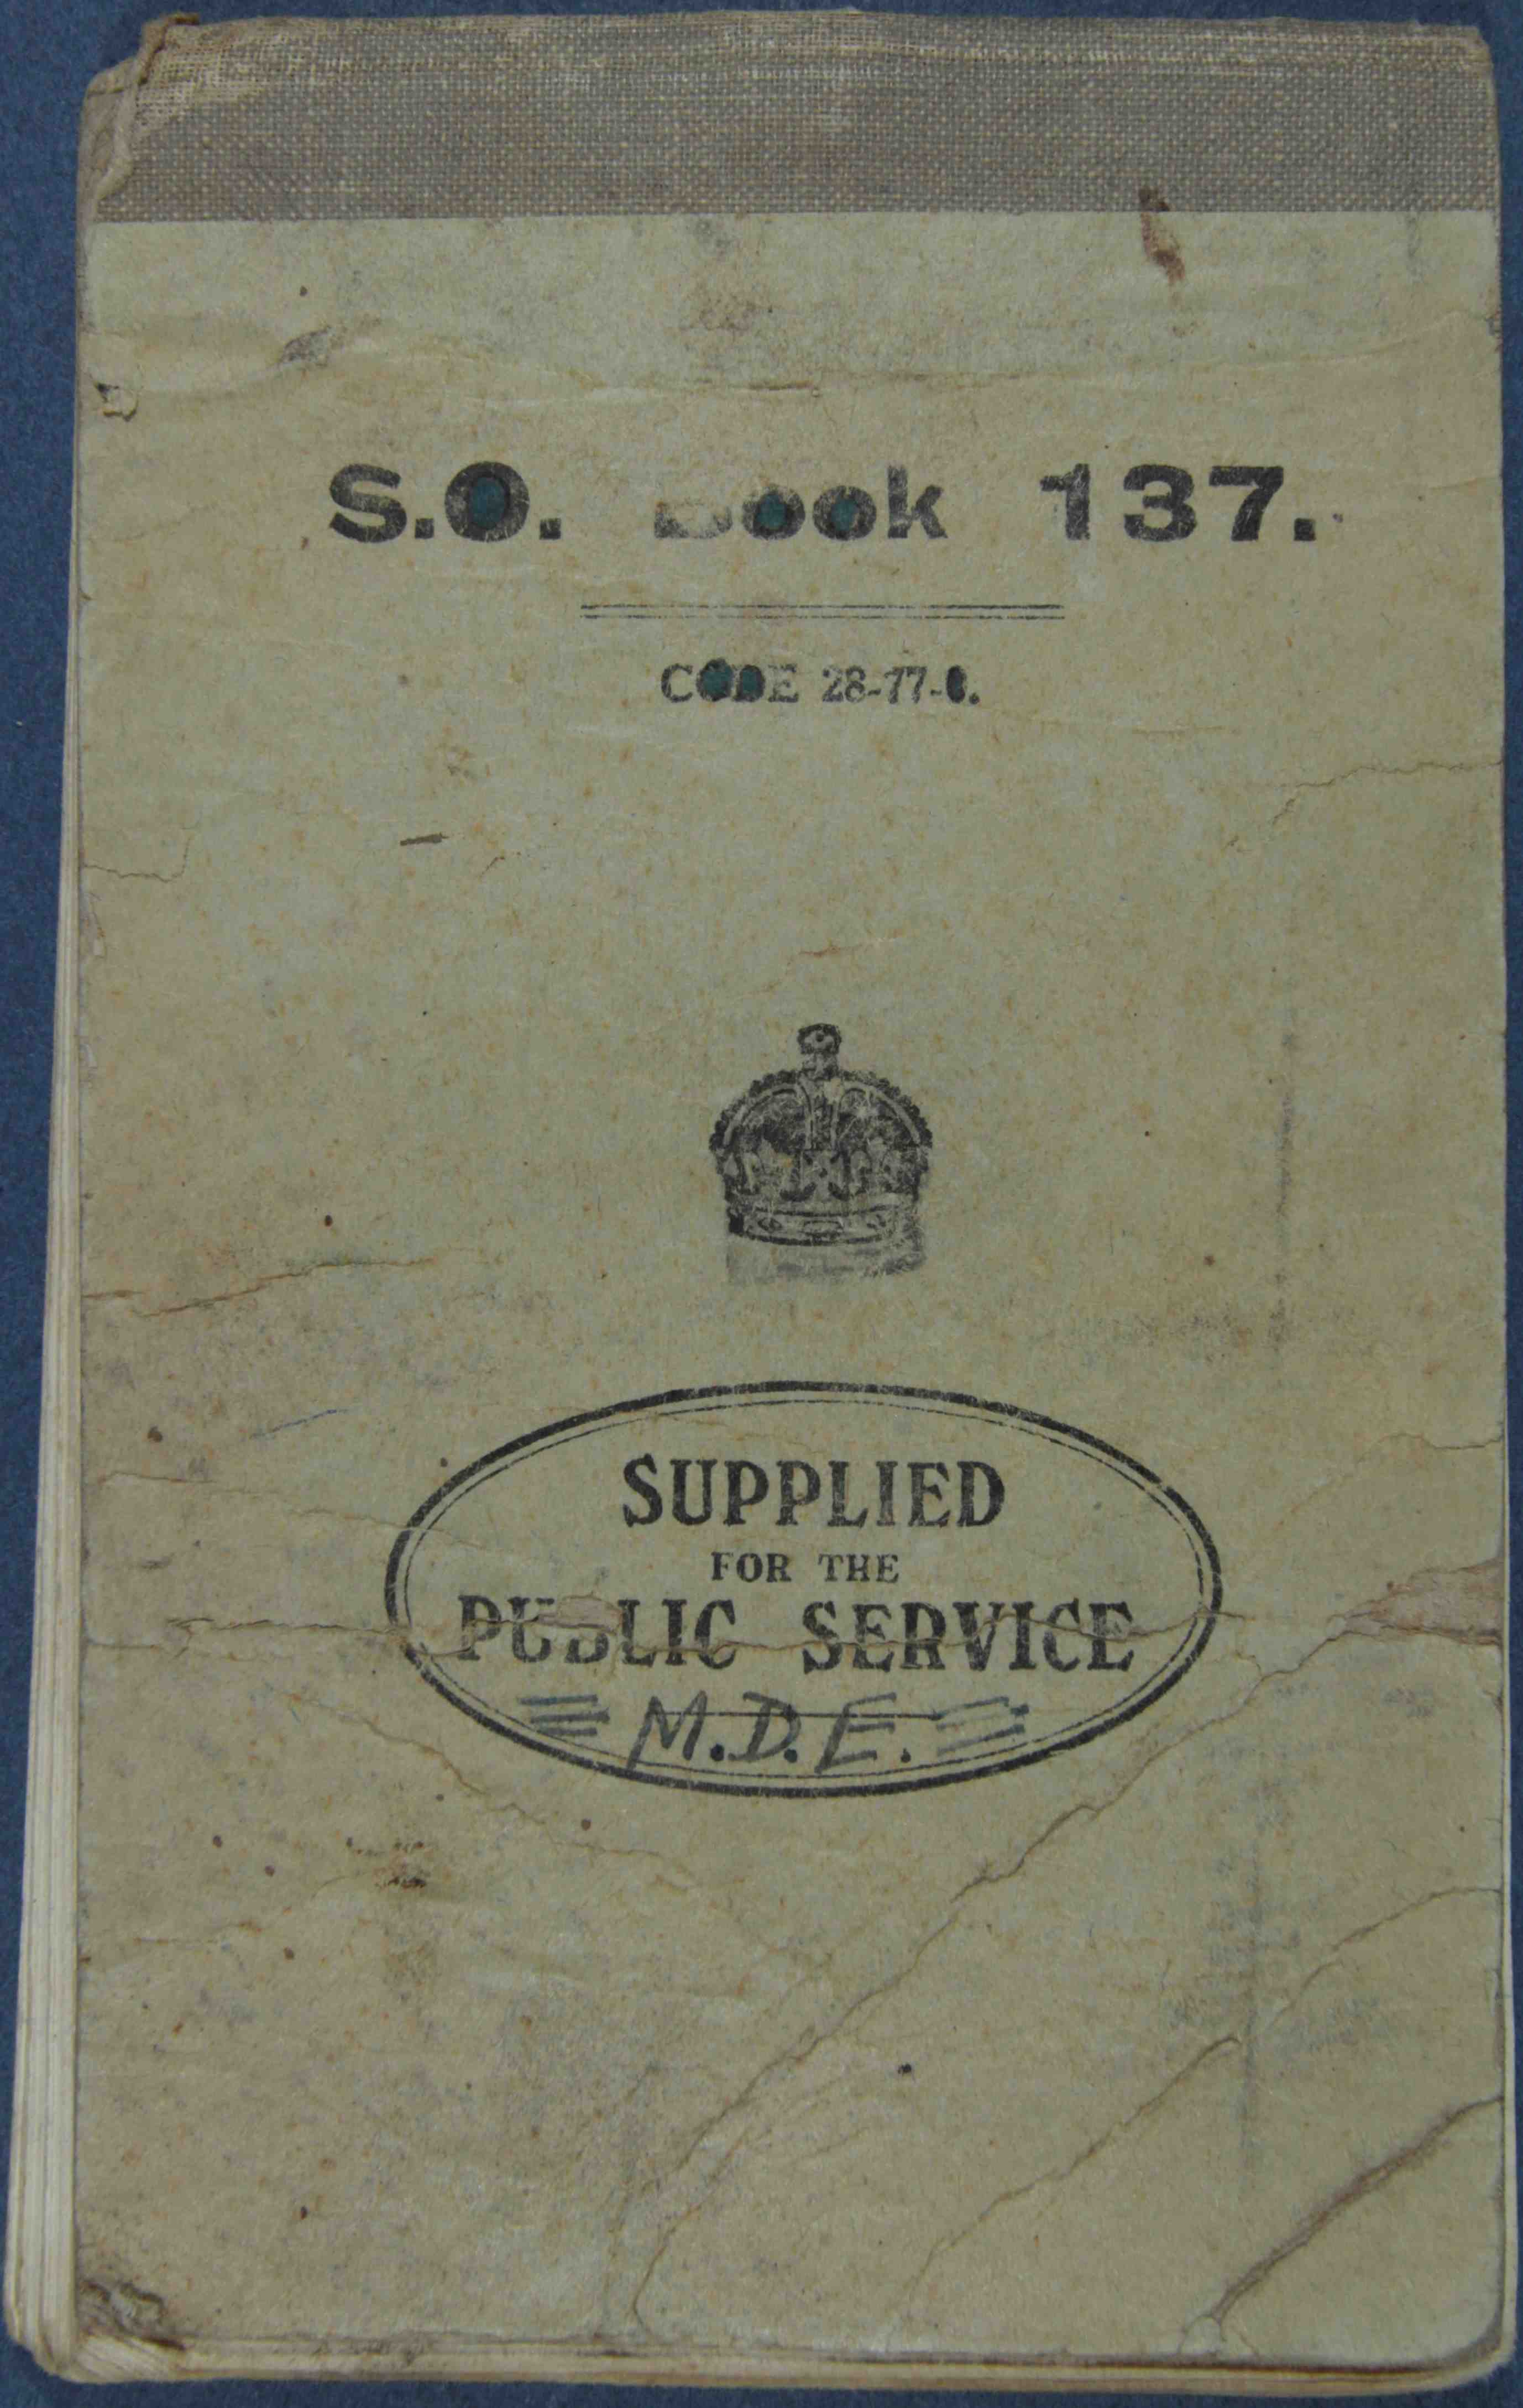 S.O. Book 137.
CODE 28-77-0.
SUPPLIED
FOR THE
PUBLIC SERVICE
M.D.E.